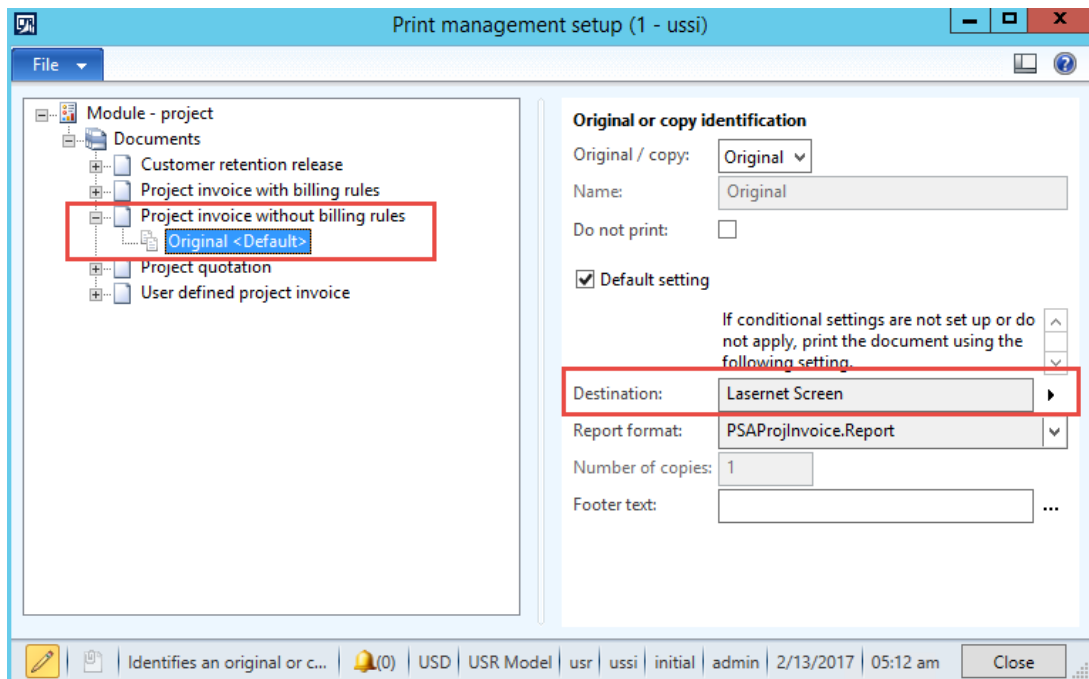 Print management setup (1 - ussi)
File
Module - project
Documents
Customer retention release
Project invoice with billing rules
Project invoice without billing rules
Original <Default>
Project quotation
User defined project invoice
Original or copy identification
Original / copy: Original
Name: Original
Do not print:
Default setting
If conditional settings are not set up or do
not apply, print the document using the
following setting.
Destination: Lasernet Screen
Report format: PSAProjInvoice.Report
Number of copies: 1
Footer text:
...
Identifies an original or c... (0) USD USR Model usr ussi initial admin 2/13/2017 05:12 am Close